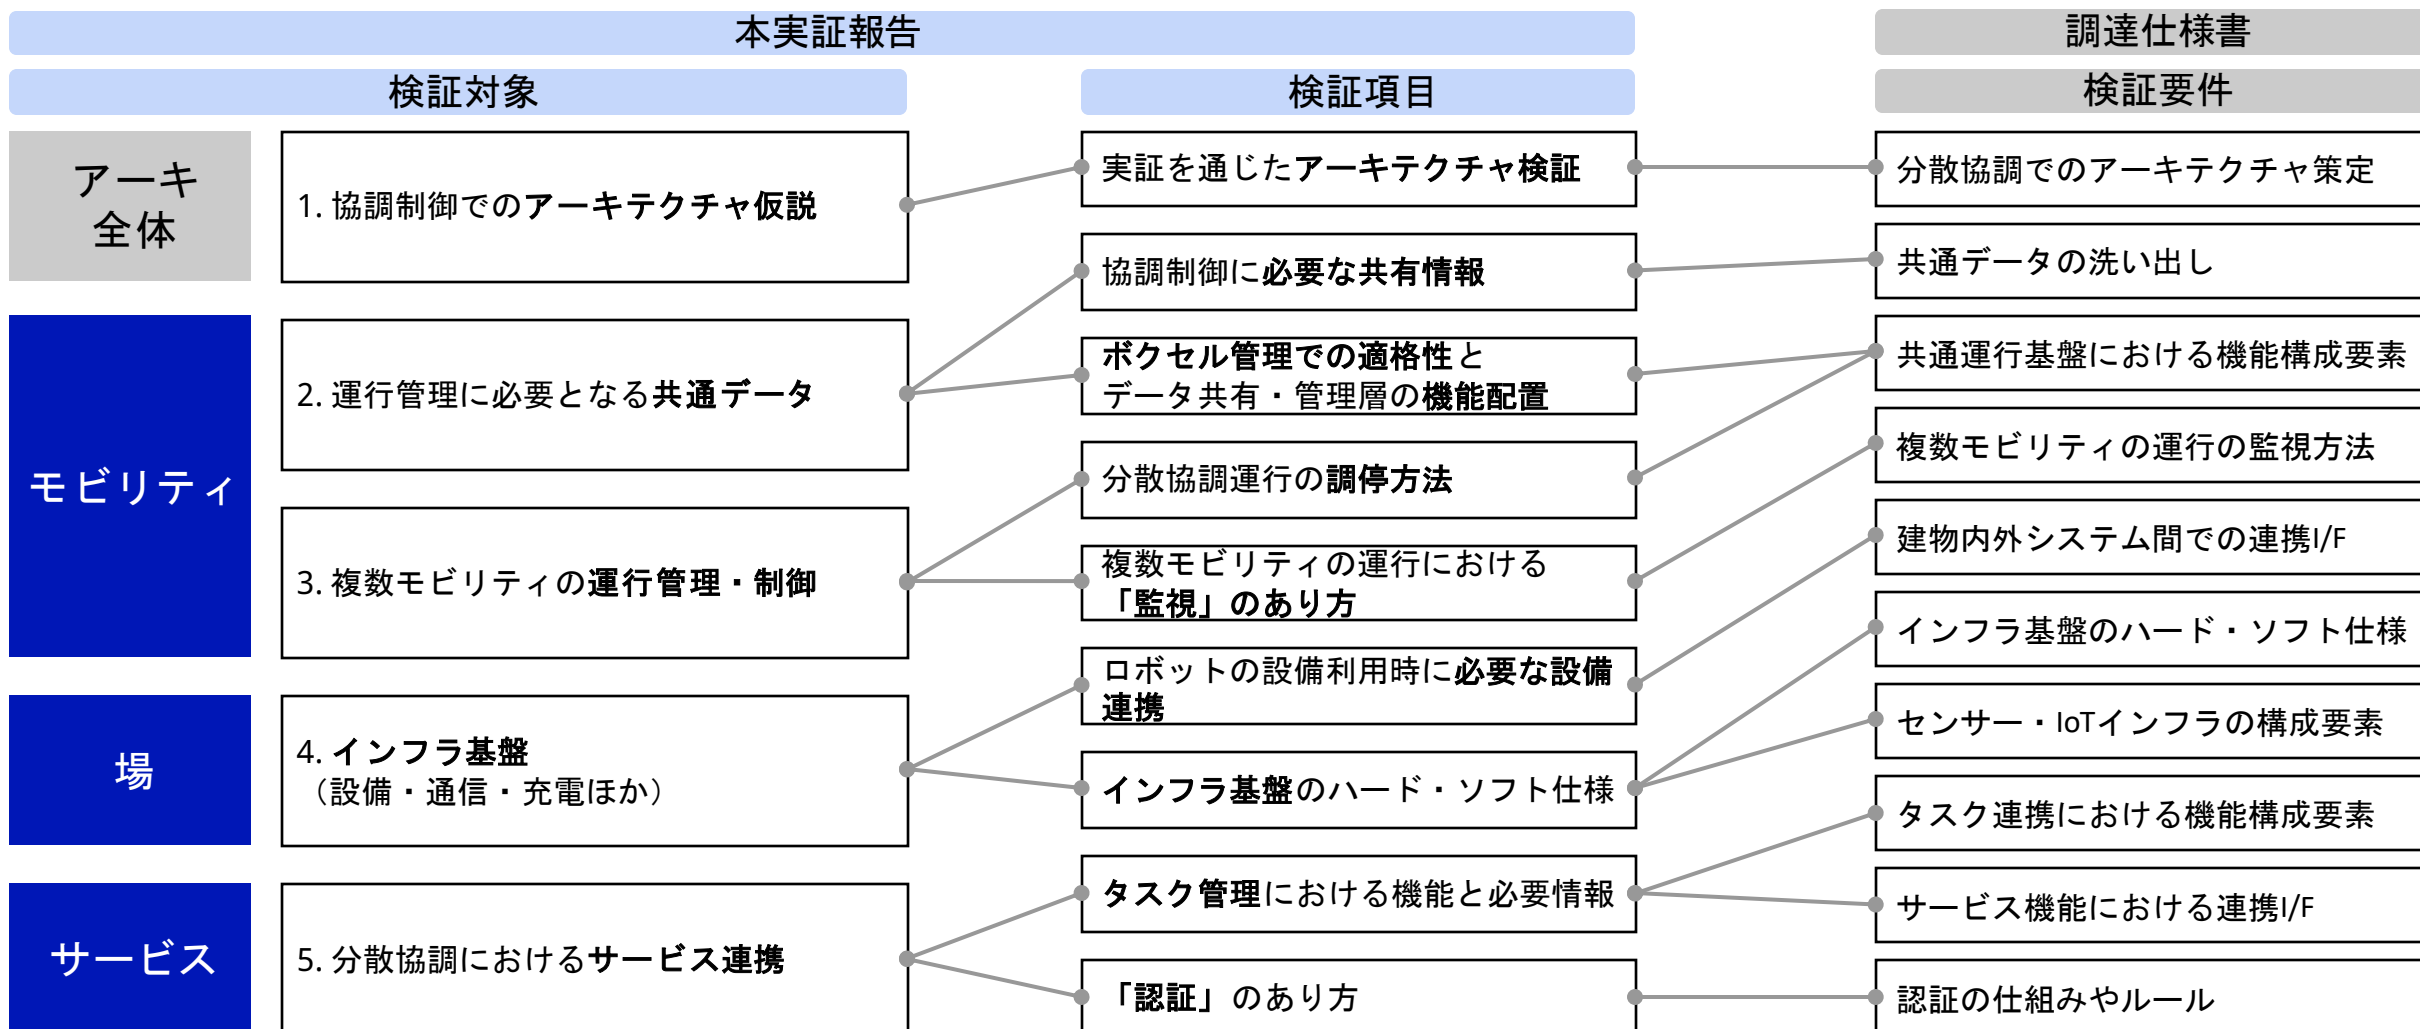 本実証報告
調達仕様書
検証対象
検証項目
検証要件
アーキ
全体
1. 協調制御でのアーキテクチャ仮説
モビリティ
2. 運行管理に必要となる共通データ
3. 複数モビリティの運行管理・制御
場
4. インフラ基盤
（設備・通信・充電ほか）
サービス
5. 分散協調におけるサービス連携
実証を通じたアーキテクチャ検証
協調制御に必要な共有情報
ボクセル管理での適格性と
データ共有・管理層の機能配置
分散協調運行の調停方法
複数モビリティの運行における
「監視」のあり方
ロボットの設備利用時に必要な設備
連携
インフラ基盤のハード・ソフト仕様
タスク管理における機能と必要情報
「認証」のあり方
分散協調でのアーキテクチャ策定
共通データの洗い出し
共通運行基盤における機能構成要素
複数モビリティの運行の監視方法
建物内外システム間での連携I/F
インフラ基盤のハード・ソフト仕様
センサー・IoTインフラの構成要素
タスク連携における機能構成要素
サービス機能における連携I/F
認証の仕組みやルール